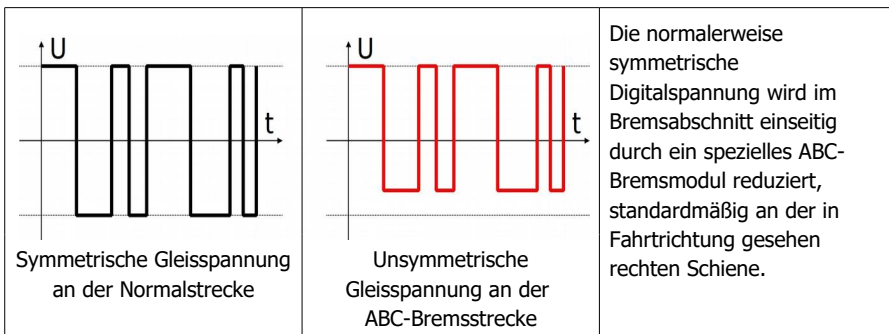 U
t
Symmetrische Gleisspannung
an der Normalstrecke
U
t
Unsymmetrische
Gleisspannung an der
ABC-Bremsstrecke
Die normalerweise
symmetrische
Digitalspannung wird im
Bremsabschnitt einseitig
durch ein spezielles ABC-
Bremsmodul reduziert,
standardmäßig an der in
Fahrtrichtung gesehen
rechten Schiene.